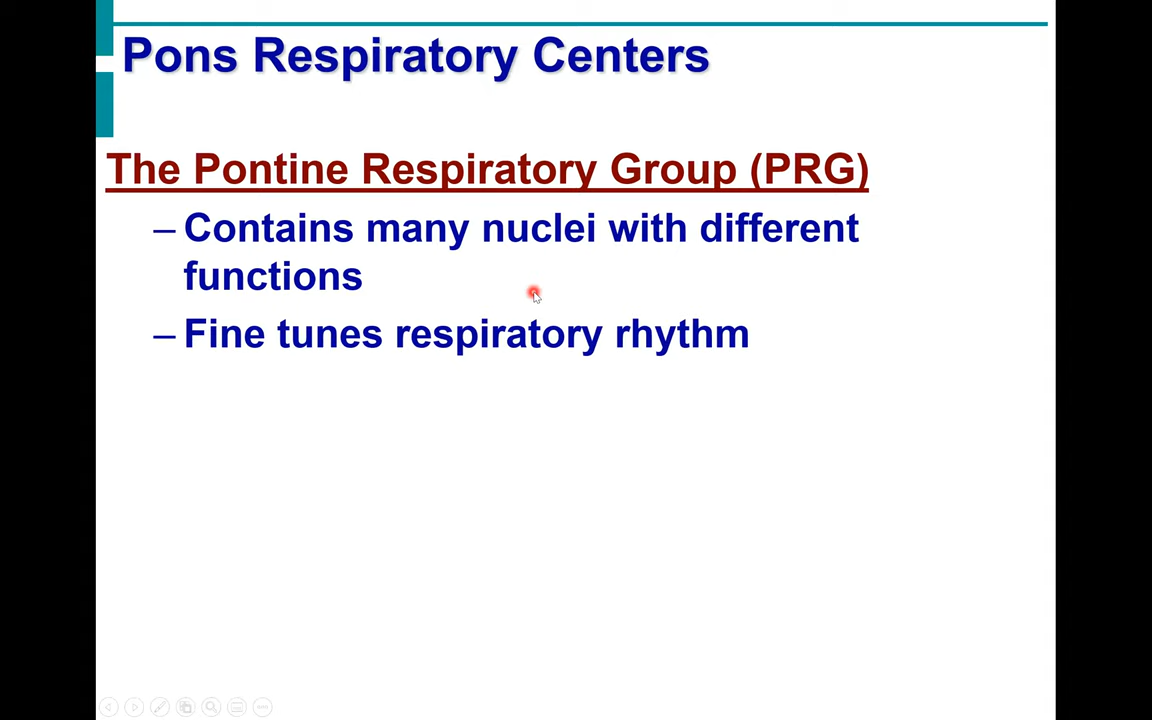 Pons Respiratory Centers
The Pontine Respiratory Group (PRG)
– Contains many nuclei with different
functions
– Fine tunes respiratory rhythm